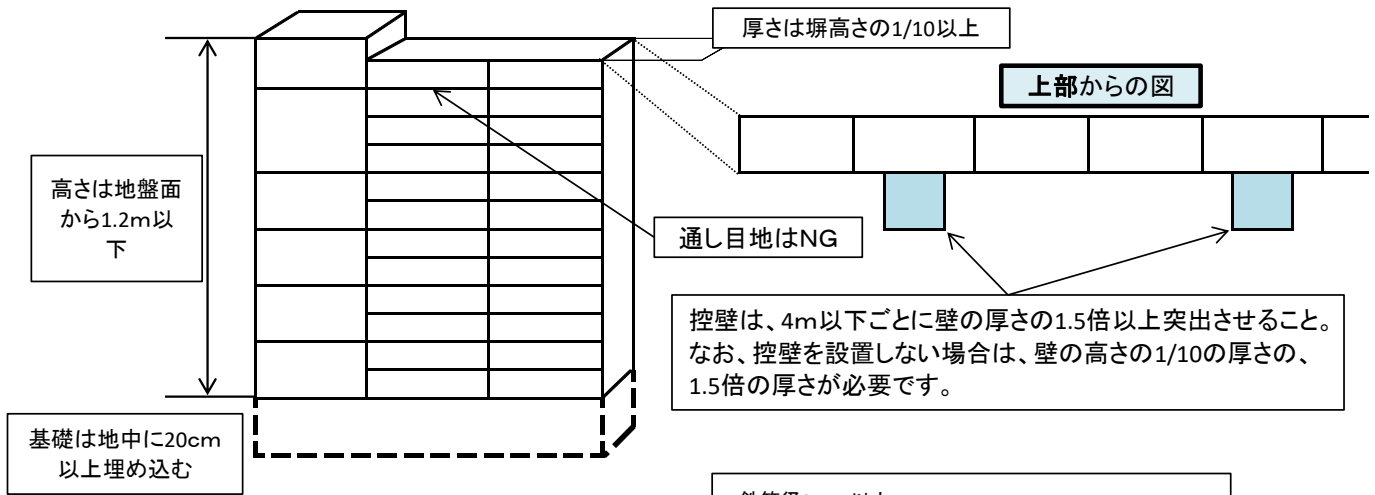 厚さは塀高さの1/10以上
上部からの図
高さは地盤面
から1.2m以
下
通し目地はNG
控壁は、4m以下ごとに壁の厚さの1.5倍以上突出させること。
なお、控壁を設置しない場合は、壁の高さの1/10の厚さの、
1.5倍の厚さが必要です。
基礎は地中に20cm
以上埋め込む